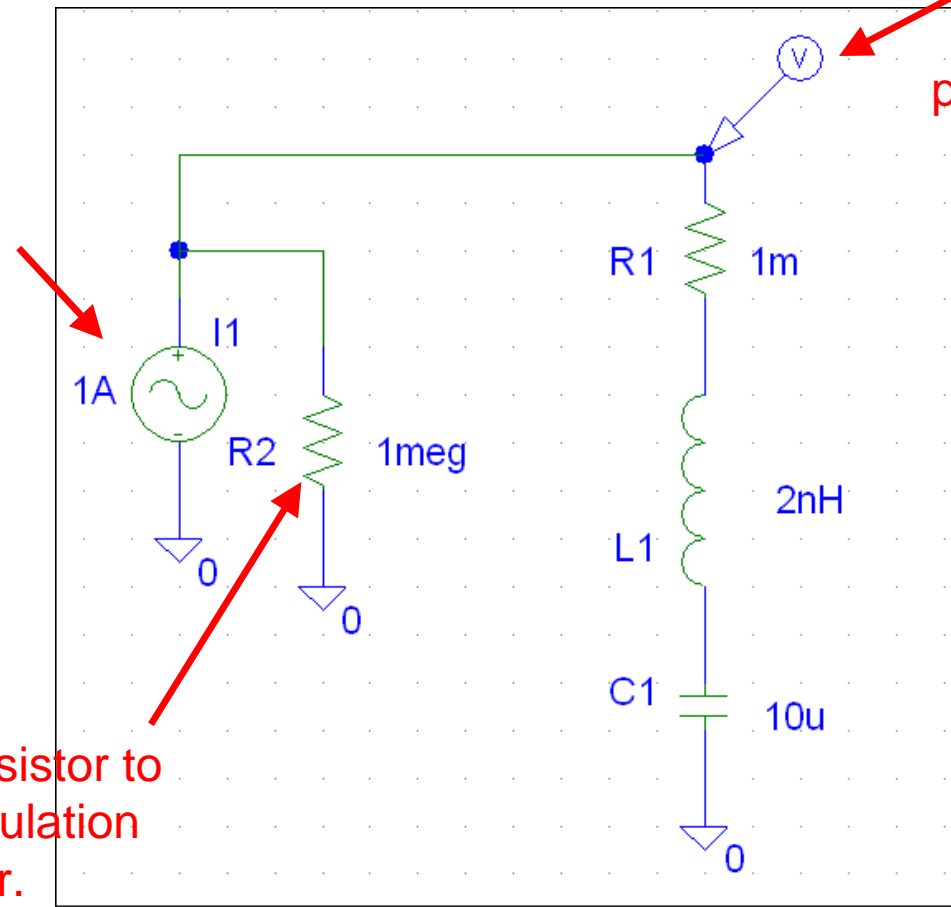 V
p
R1 1m
I1
+
1A
-
R2 1meg
2nH
L1
0
0
C1 10u
sistor to
ulation
r.
0